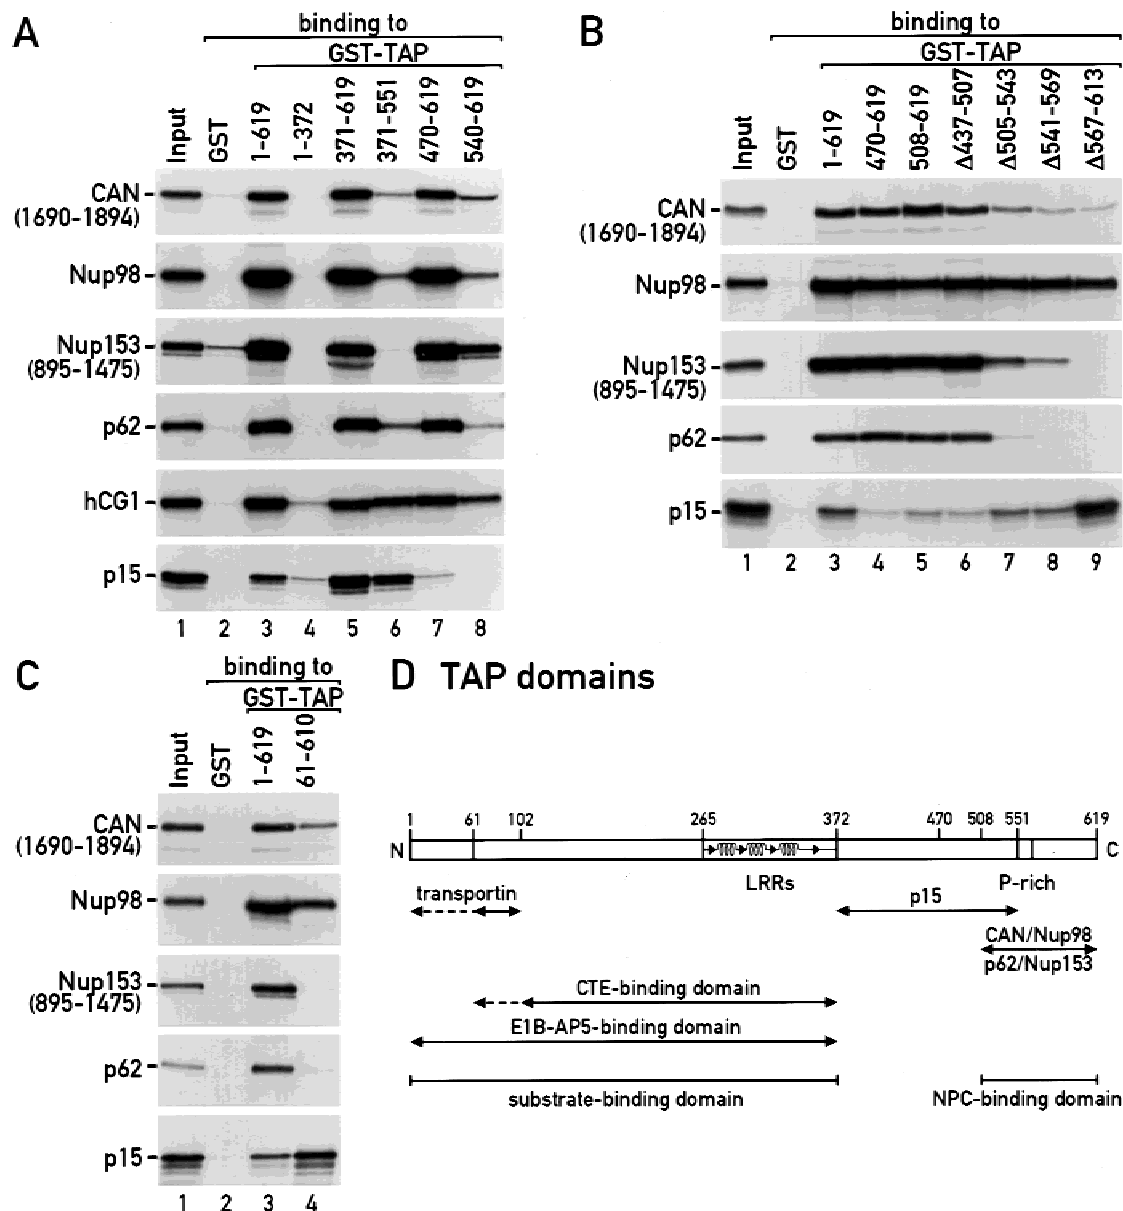 A
binding to
GST-TAP
Input
GST
1-619
1-372
371-619
371-551
470-619
540-619
CAN
(1690-1894)
Nup98
Nup153
(895-1475)
p62
hCG1
p15
1 2 3 4 5 6 7 8
B
binding to
GST-TAP
Input
GST
1-619
470-619
508-619
Δ437-507
Δ505-543
Δ541-569
Δ567-613
CAN
(1690-1894)
Nup98
Nup153
(895-1475)
p62
p15
1 2 3 4 5 6 7 8 9
C
binding to
GST-TAP
Input
GST
1-619
61-610
CAN
(1690-1894)
Nup98
Nup153
(895-1475)
p62
p15
1 2 3 4
D TAP domains
1 61 102 265 372 470 508 551 619
N C
LRRs P-rich
transportin
p15
CAN/Nup98
p62/Nup153
CTE-binding domain
E1B-AP5-binding domain
substrate-binding domain
NPC-binding domain